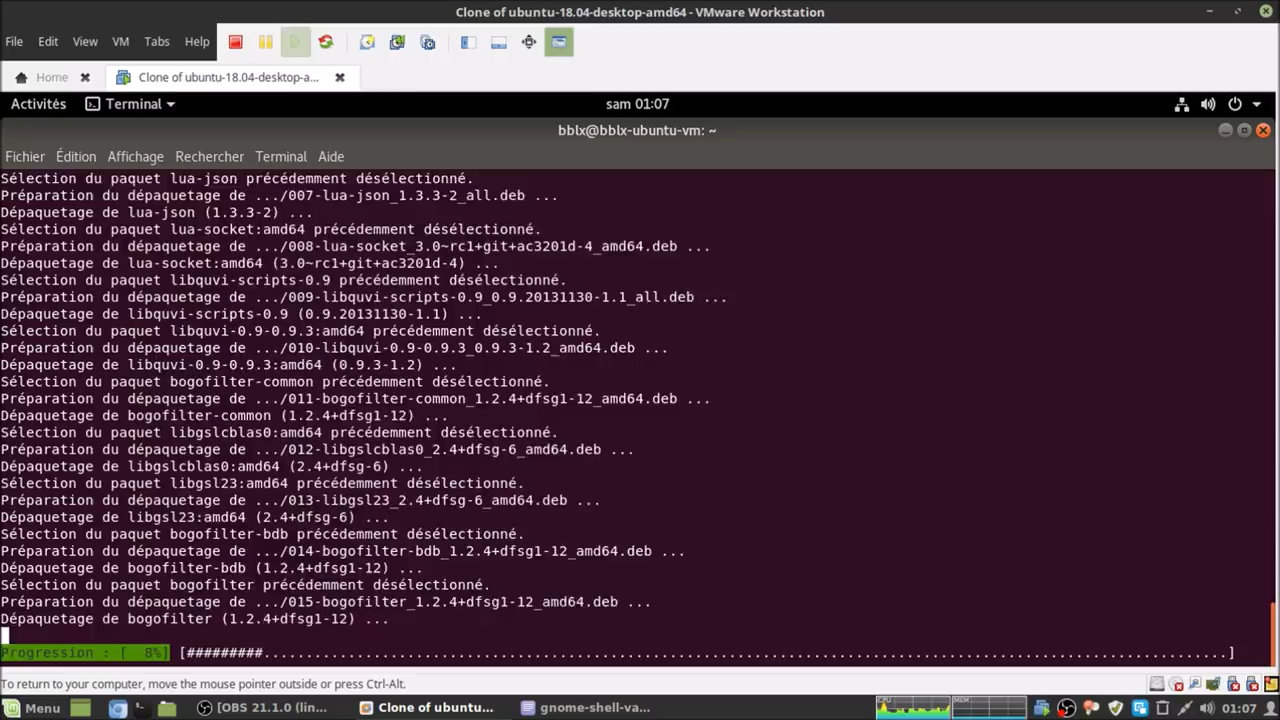 Clone of ubuntu-18.04-desktop-amd64 - VMware Workstation
File Edit View VM Tabs Help
Home Clone of ubuntu-18.04-desktop-a...
Activités Terminal sam 01:07
bblx@bblx-ubuntu-vm: ~
Fichier Édition Affichage Rechercher Terminal Aide
Sélection du paquet lua-json précédemment désélectionné.
Préparation du dépaquetage de .../007-lua-json_1.3.3-2_all.deb ...
Dépaquetage de lua-json (1.3.3-2) ...
Sélection du paquet lua-socket:amd64 précédemment désélectionné.
Préparation du dépaquetage de .../008-lua-socket_3.0~rc1+git+ac3201d-4_amd64.deb ...
Dépaquetage de lua-socket:amd64 (3.0~rc1+git+ac3201d-4) ...
Sélection du paquet libquvi-scripts-0.9 précédemment désélectionné.
Préparation du dépaquetage de .../009-libquvi-scripts-0.9_0.9.20131130-1.1_all.deb ...
Dépaquetage de libquvi-scripts-0.9 (0.9.20131130-1.1) ...
Sélection du paquet libquvi-0.9-0.9.3:amd64 précédemment désélectionné.
Préparation du dépaquetage de .../010-libquvi-0.9-0.9.3_0.9.3-1.2_amd64.deb ...
Dépaquetage de libquvi-0.9-0.9.3:amd64 (0.9.3-1.2) ...
Sélection du paquet bogofilter-common précédemment désélectionné.
Préparation du dépaquetage de .../011-bogofilter-common_1.2.4+dfsg1-12_amd64.deb ...
Dépaquetage de bogofilter-common (1.2.4+dfsg1-12) ...
Sélection du paquet libgslcblas0:amd64 précédemment désélectionné.
Préparation du dépaquetage de .../012-libgslcblas0_2.4+dfsg-6_amd64.deb ...
Dépaquetage de libgslcblas0:amd64 (2.4+dfsg-6) ...
Sélection du paquet libgsl23:amd64 précédemment désélectionné.
Préparation du dépaquetage de .../013-libgsl23_2.4+dfsg-6_amd64.deb ...
Dépaquetage de libgsl23:amd64 (2.4+dfsg-6) ...
Sélection du paquet bogofilter-bdb précédemment désélectionné.
Préparation du dépaquetage de .../014-bogofilter-bdb_1.2.4+dfsg1-12_amd64.deb ...
Dépaquetage de bogofilter-bdb (1.2.4+dfsg1-12) ...
Sélection du paquet bogofilter précédemment désélectionné.
Préparation du dépaquetage de .../015-bogofilter_1.2.4+dfsg1-12_amd64.deb ...
Dépaquetage de bogofilter (1.2.4+dfsg1-12) ...
Progression : [  8%] [#########..................................................................................................................]
To return to your computer, move the mouse pointer outside or press Ctrl-Alt.
Menu [OBS 21.1.0 (lin... Clone of ubuntu... gnome-shell-va... CPU MEM 01:07